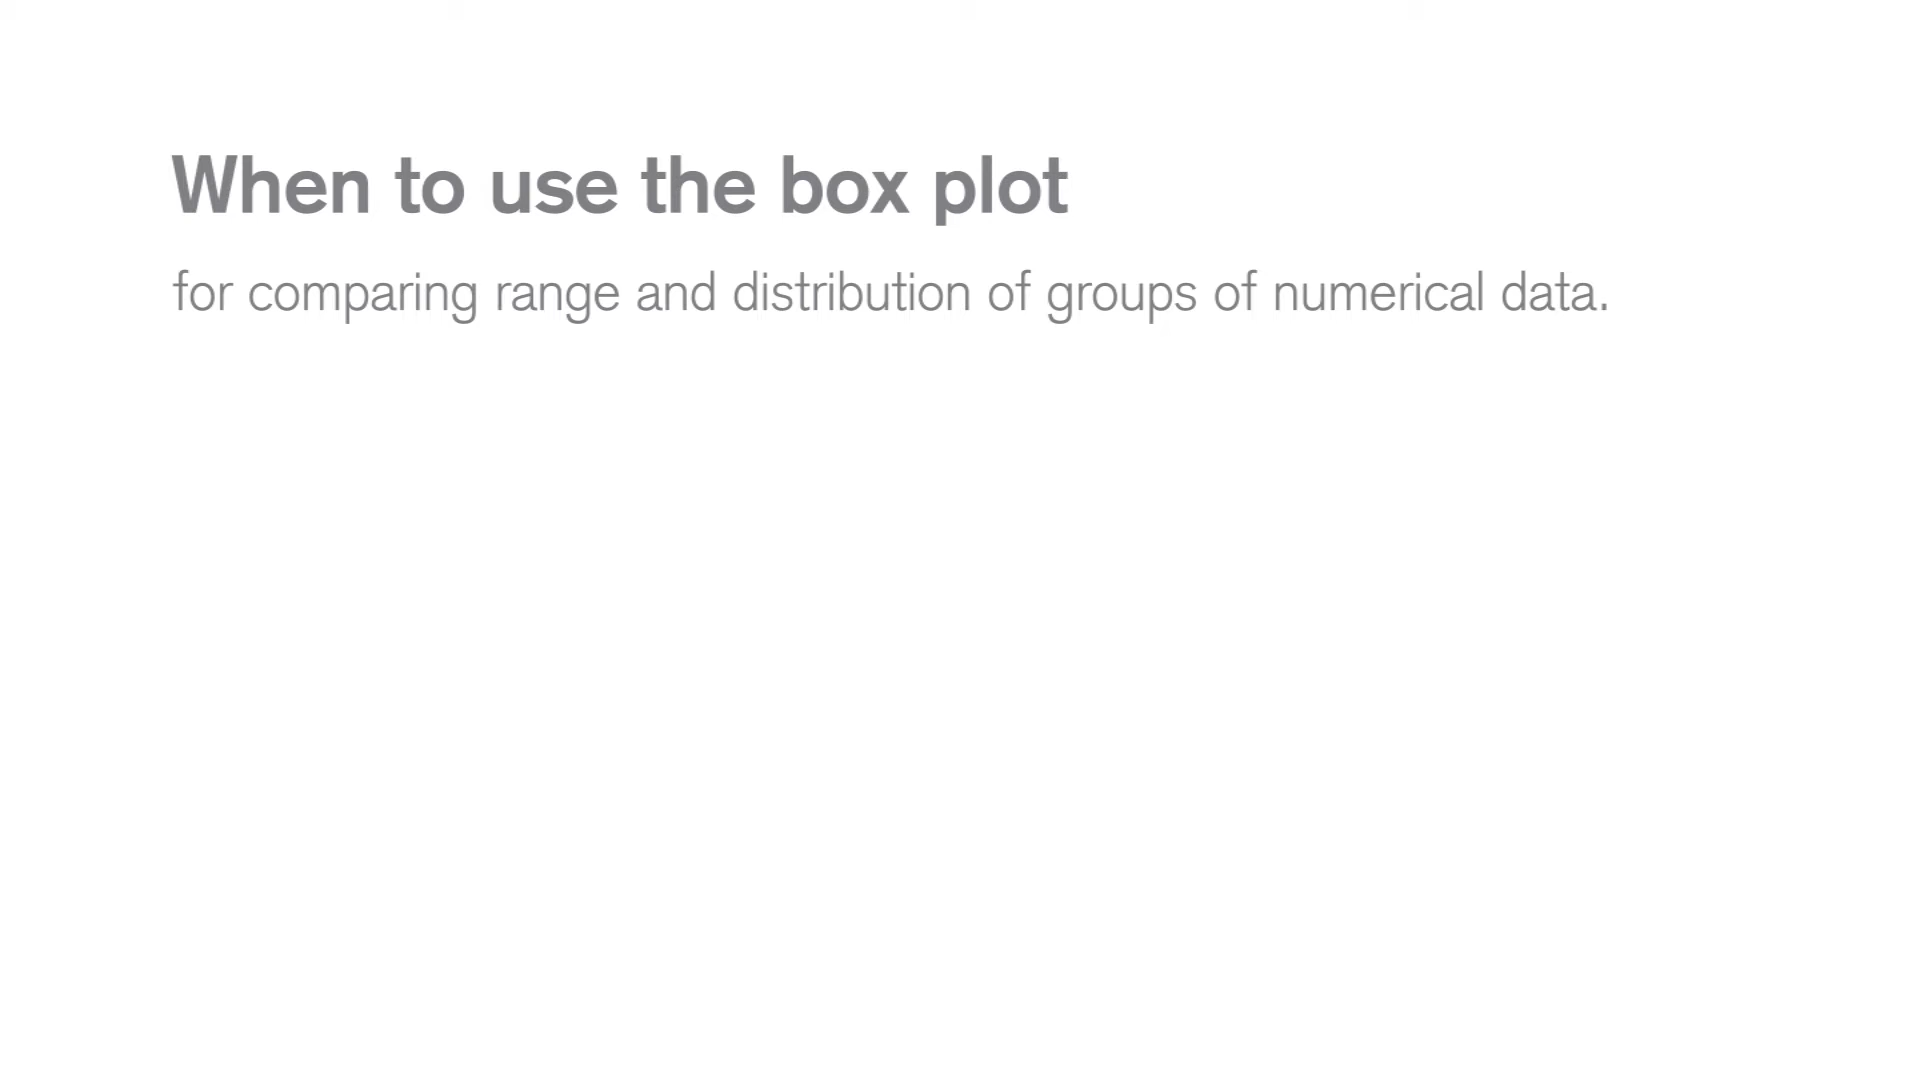 When to use the box plot
for comparing range and distribution of groups of numerical data.